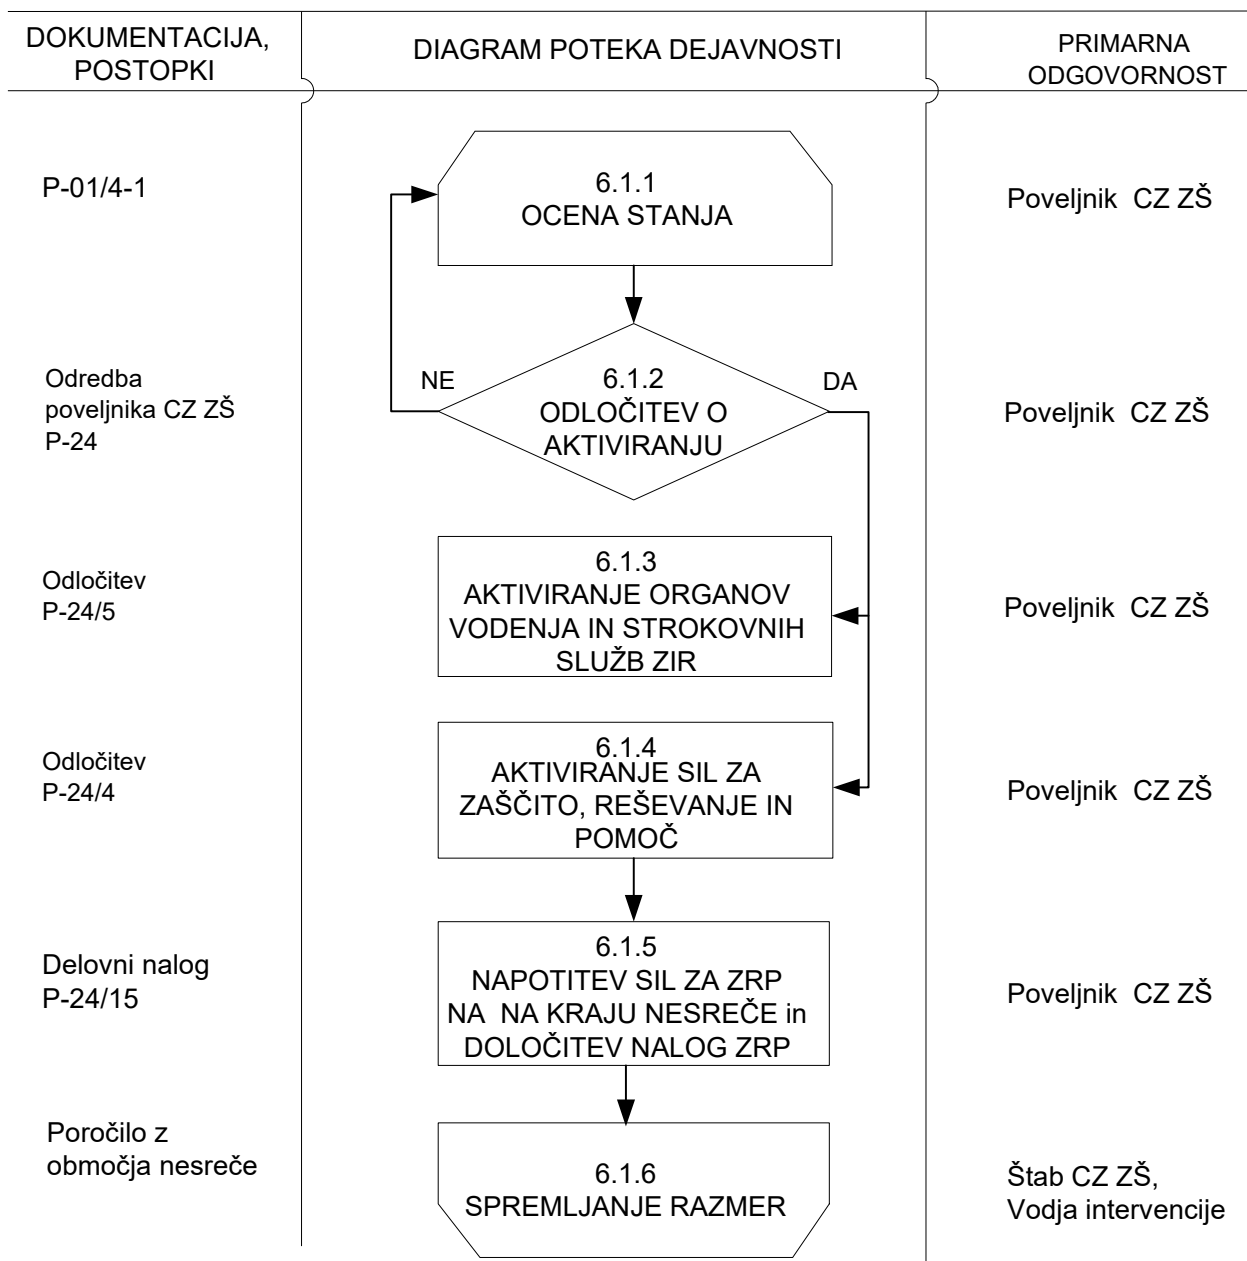 DOKUMENTACIJA,
POSTOPKI
DIAGRAM POTEKA DEJAVNOSTI
PRIMARNA
ODGOVORNOST
P-01/4-1
6.1.1
OCENA STANJA
Poveljnik CZ ZŠ
Odredba
poveljnika CZ ZŠ
P-24
NE
6.1.2
ODLOČITEV O
AKTIVIRANJU
DA
Poveljnik CZ ZŠ
Odločitev
P-24/5
6.1.3
AKTIVIRANJE ORGANOV
VODENJA IN STROKOVNIH
SLUŽB ZIR
Poveljnik CZ ZŠ
Odločitev
P-24/4
6.1.4
AKTIVIRANJE SIL ZA
ZAŠČITO, REŠEVANJE IN
POMOČ
Poveljnik CZ ZŠ
Delovni nalog
P-24/15
6.1.5
NAPOTITEV SIL ZA ZRP
NA NA KRAJU NESREČE in
DOLOČITEV NALOG ZRP
Poveljnik CZ ZŠ
Poročilo z
območja nesreče
6.1.6
SPREMLJANJE RAZMER
Štab CZ ZŠ,
Vodja intervencije